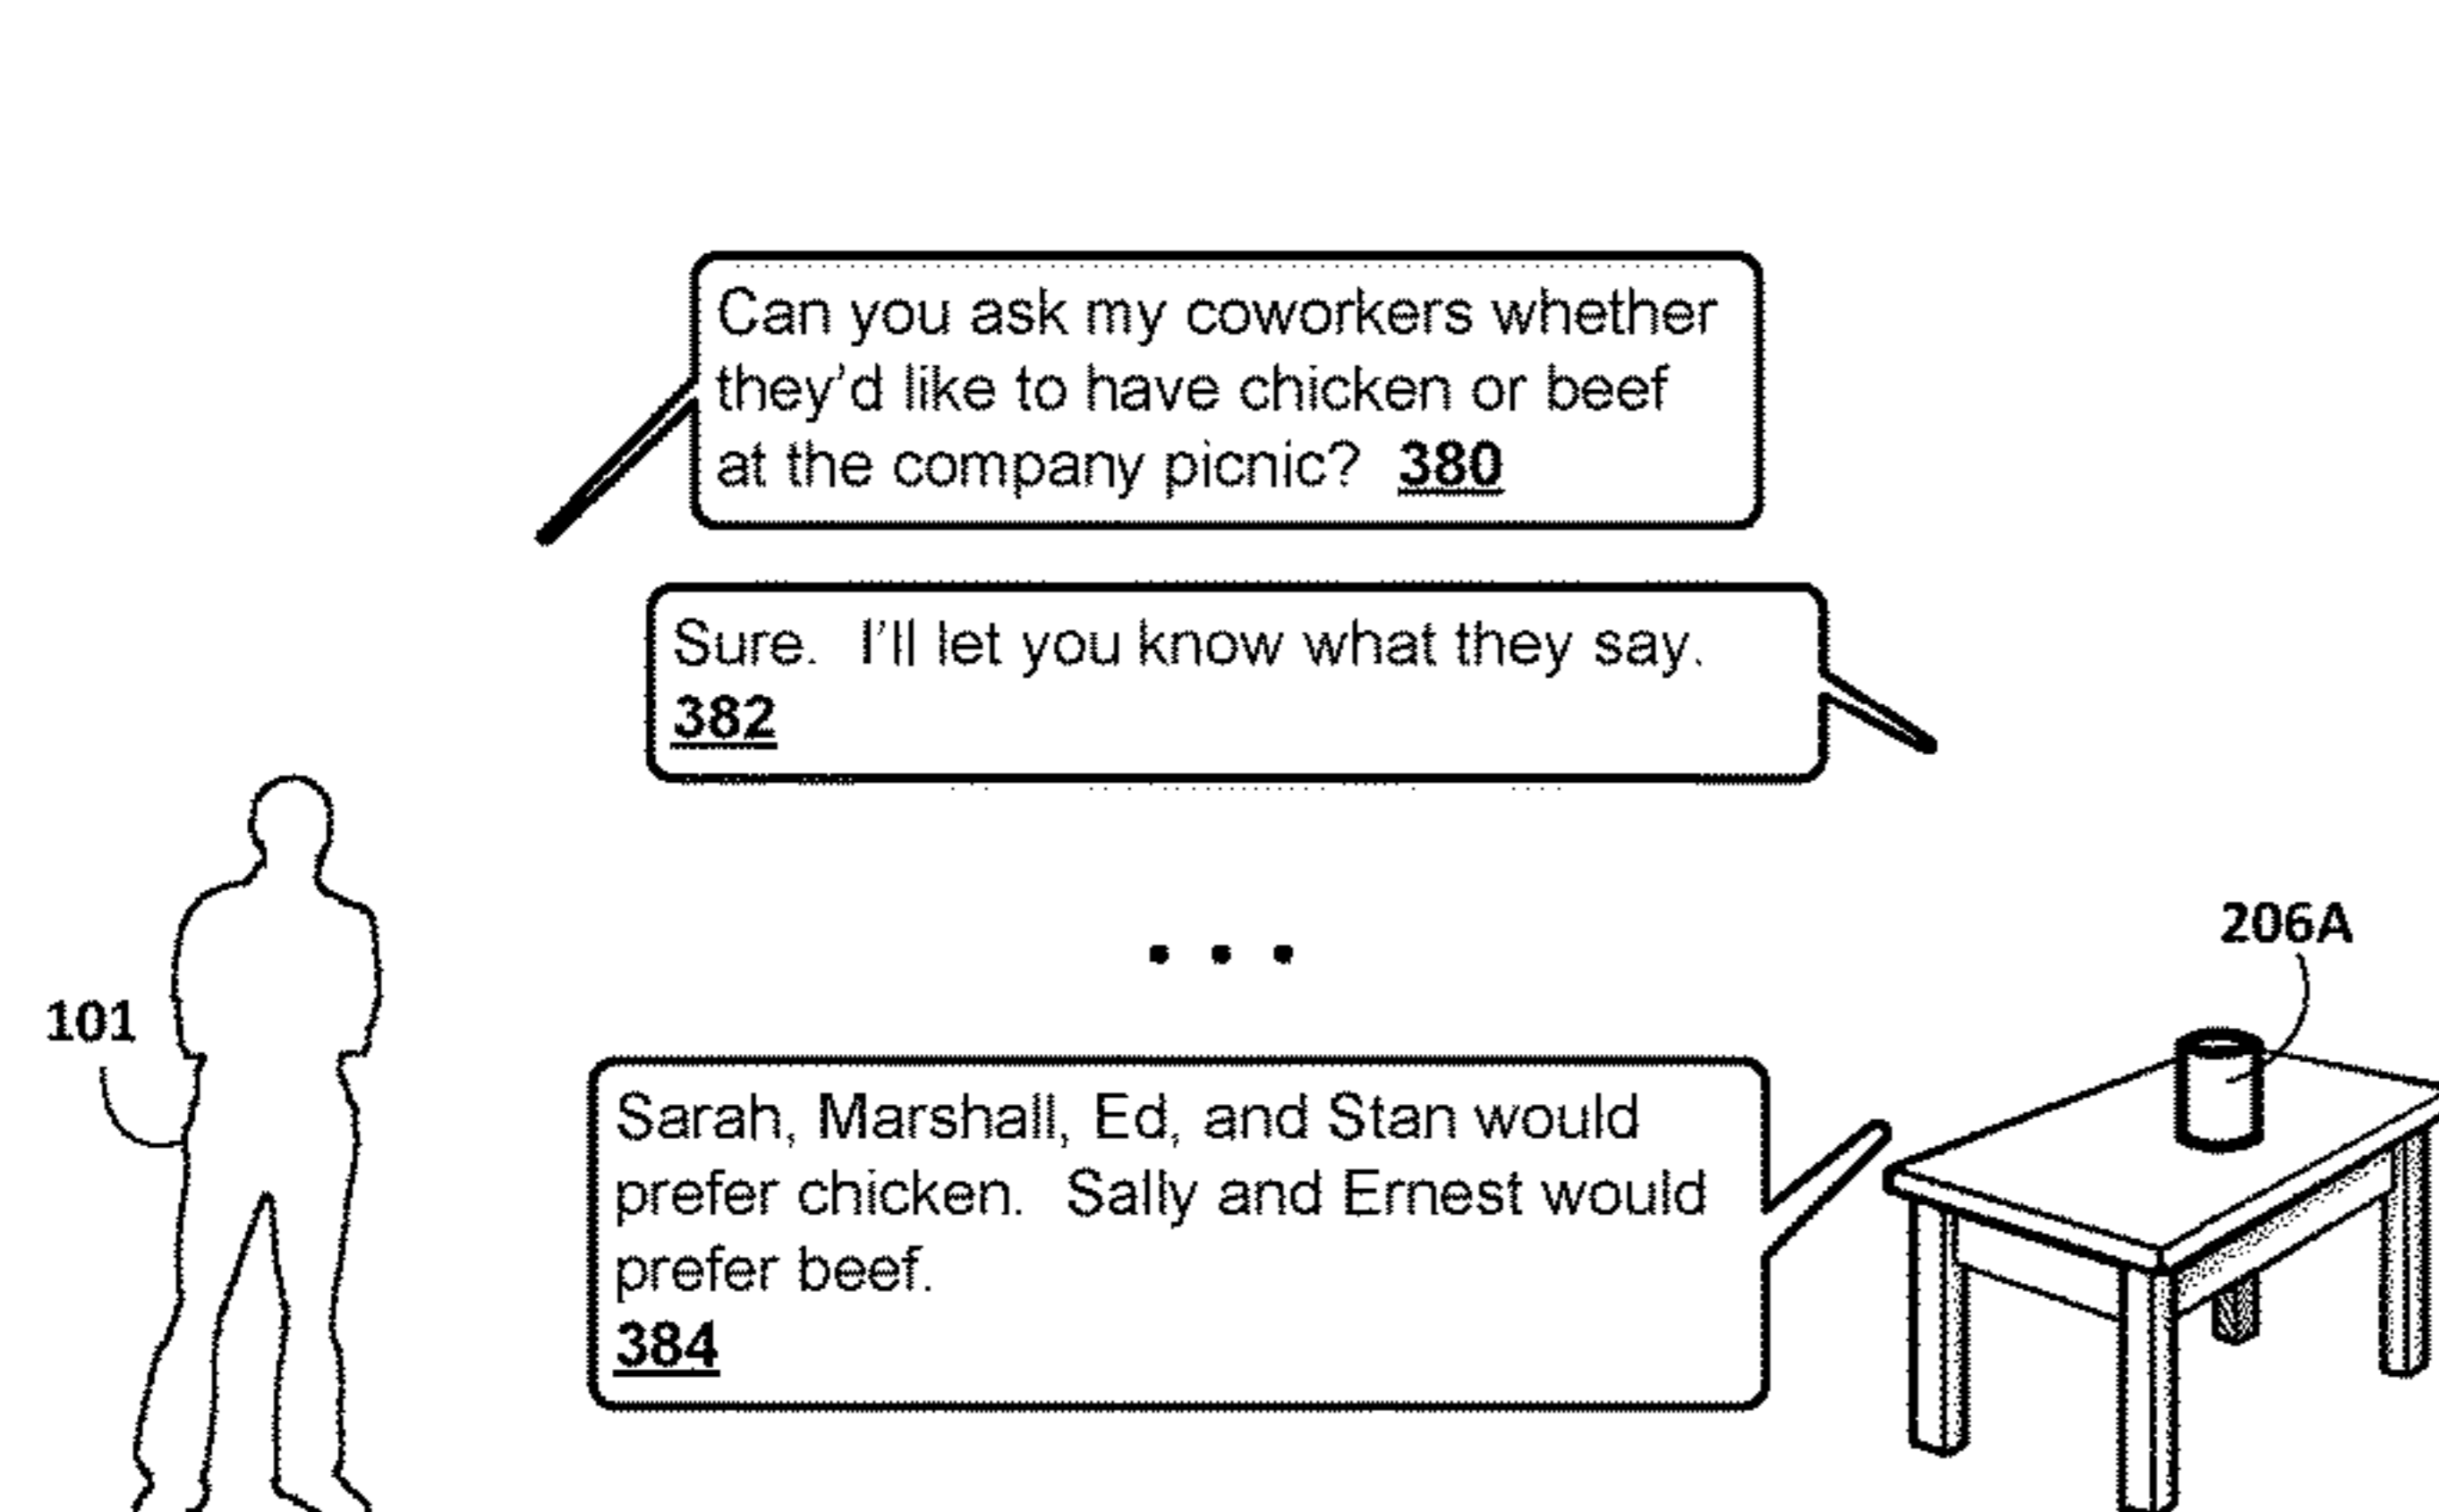 Can you ask my coworkers whether
they'd like to have chicken or beef
at the company picnic? 380
Sure. I'll let you know what they say.
382
...
206A
101
Sarah, Marshall, Ed, and Stan would
prefer chicken. Sally and Ernest would
prefer beef.
384